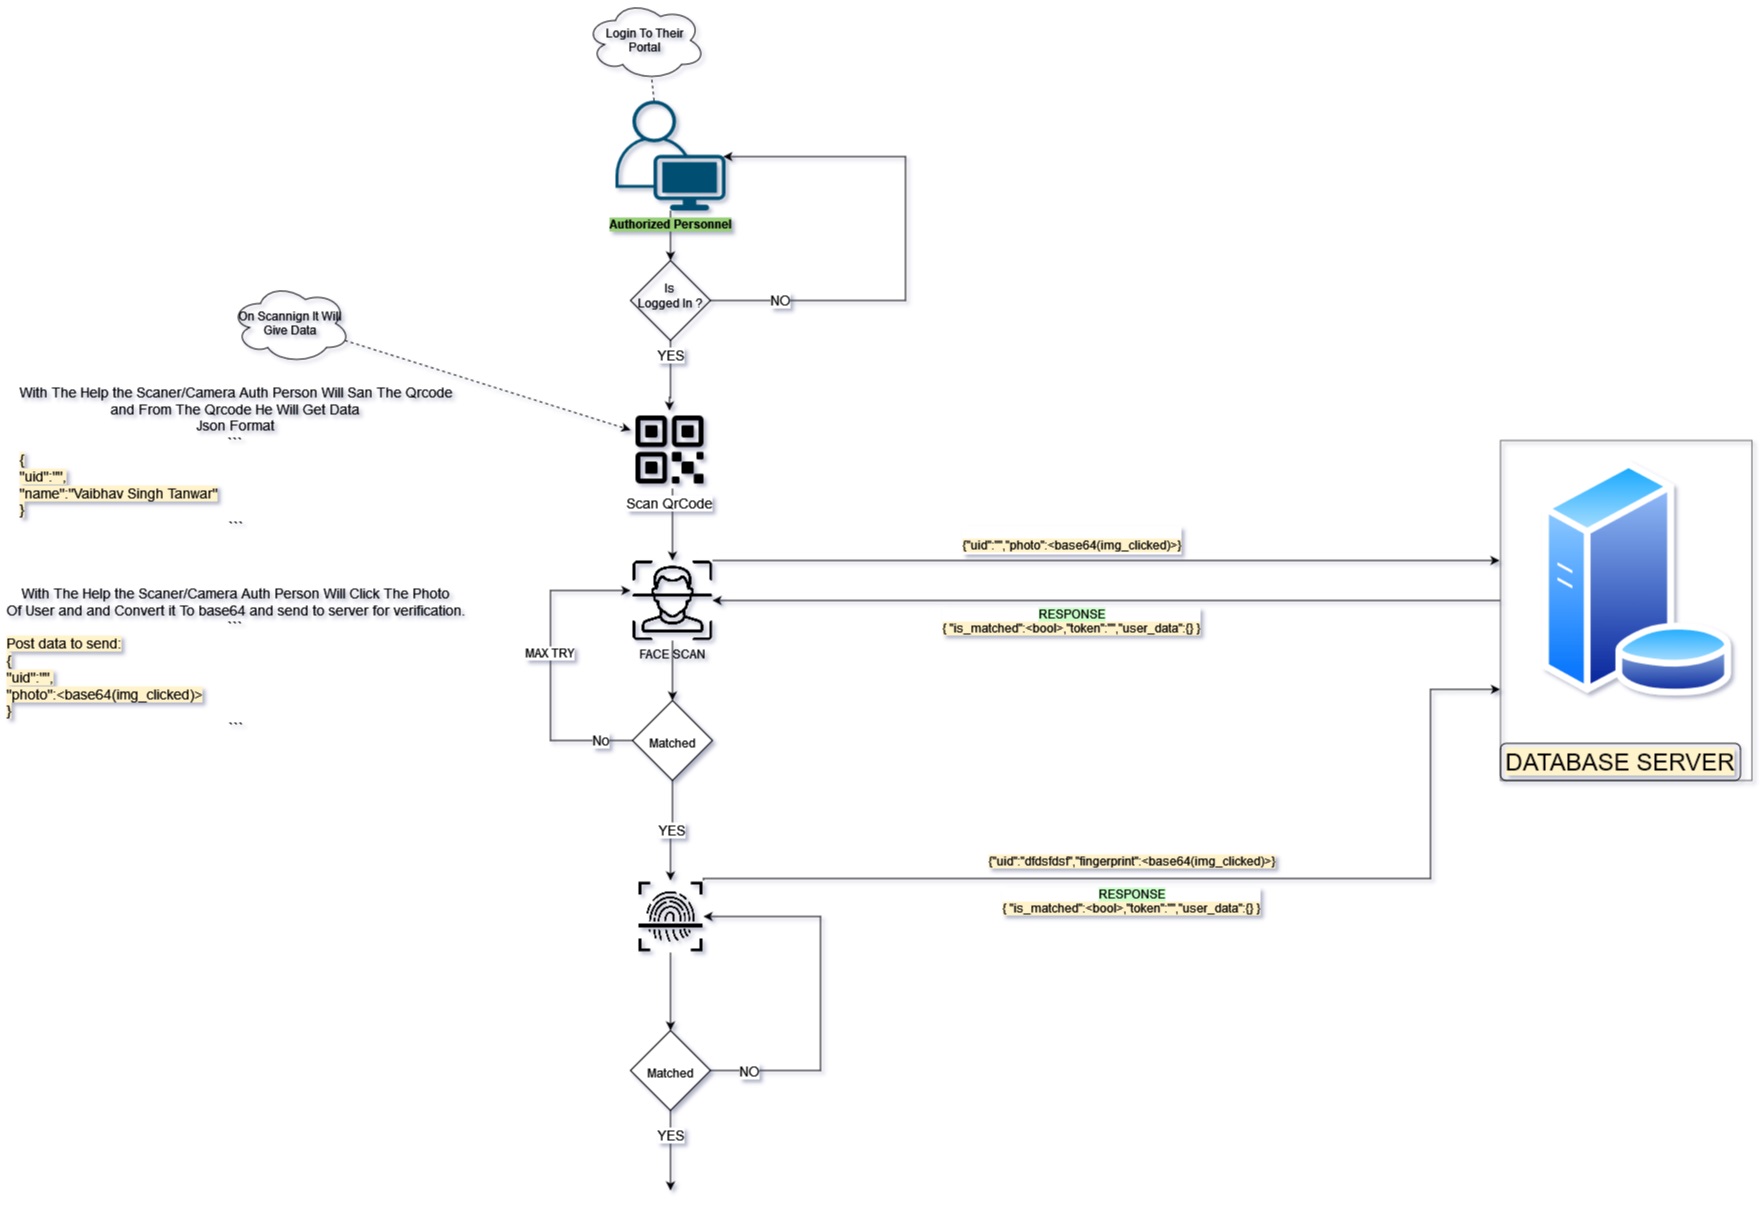 Login To Their
Portal
Authorized Personnel
Is
Logged In ?
NO
YES
On Scannign It Will
Give Data
With The Help the Scaner/Camera Auth Person Will San The Qrcode
and From The Qrcode He Will Get Data
Json Format
```
{
"uid":"",
"name":"Vaibhav Singh Tanwar"
}
```
Scan QrCode
{"uid":"","photo":<base64(img_clicked)>}
RESPONSE
{ "is_matched":<bool>,"token":"","user_data":{} }
With The Help the Scaner/Camera Auth Person Will Click The Photo
Of User and and Convert it To base64 and send to server for verification.
```
Post data to send:
{
"uid":"",
"photo":<base64(img_clicked)>
}
```
MAX TRY
FACE SCAN
No
Matched
DATABASE SERVER
YES
{"uid":"dfdsfdsf","fingerprint":<base64(img_clicked)>}
RESPONSE
{ "is_matched":<bool>,"token":"","user_data":{} }
Matched
NO
YES